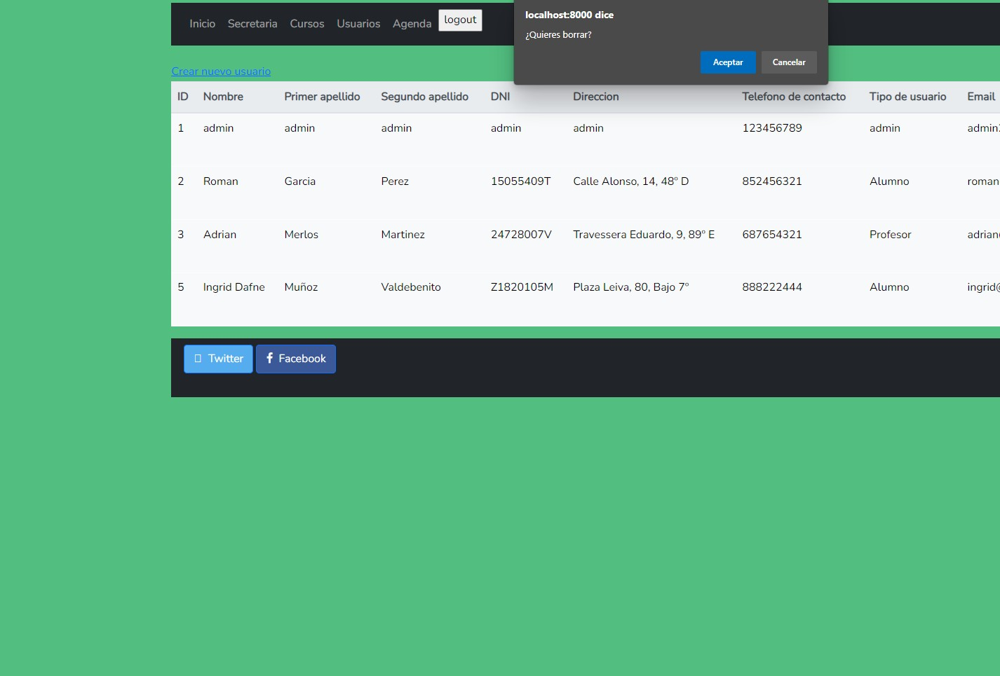 localhost:8000 dice
¿Quieres borrar?
Aceptar Cancelar
Inicio Secretaria Cursos Usuarios Agenda logout
Crear nuevo usuario
ID Nombre Primer apellido Segundo apellido DNI Direccion Telefono de contacto Tipo de usuario Email
1 admin admin admin admin admin 123456789 admin admin
2 Roman Garcia Perez 15055409T Calle Alonso, 14, 48º D 852456321 Alumno roman
3 Adrian Merlos Martinez 24728007V Travessera Eduardo, 9, 89º E 687654321 Profesor adrian
5 Ingrid Dafne Muñoz Valdebenito Z1820105M Plaza Leiva, 80, Bajo 7º 888222444 Alumno ingrid@
Twitter Facebook